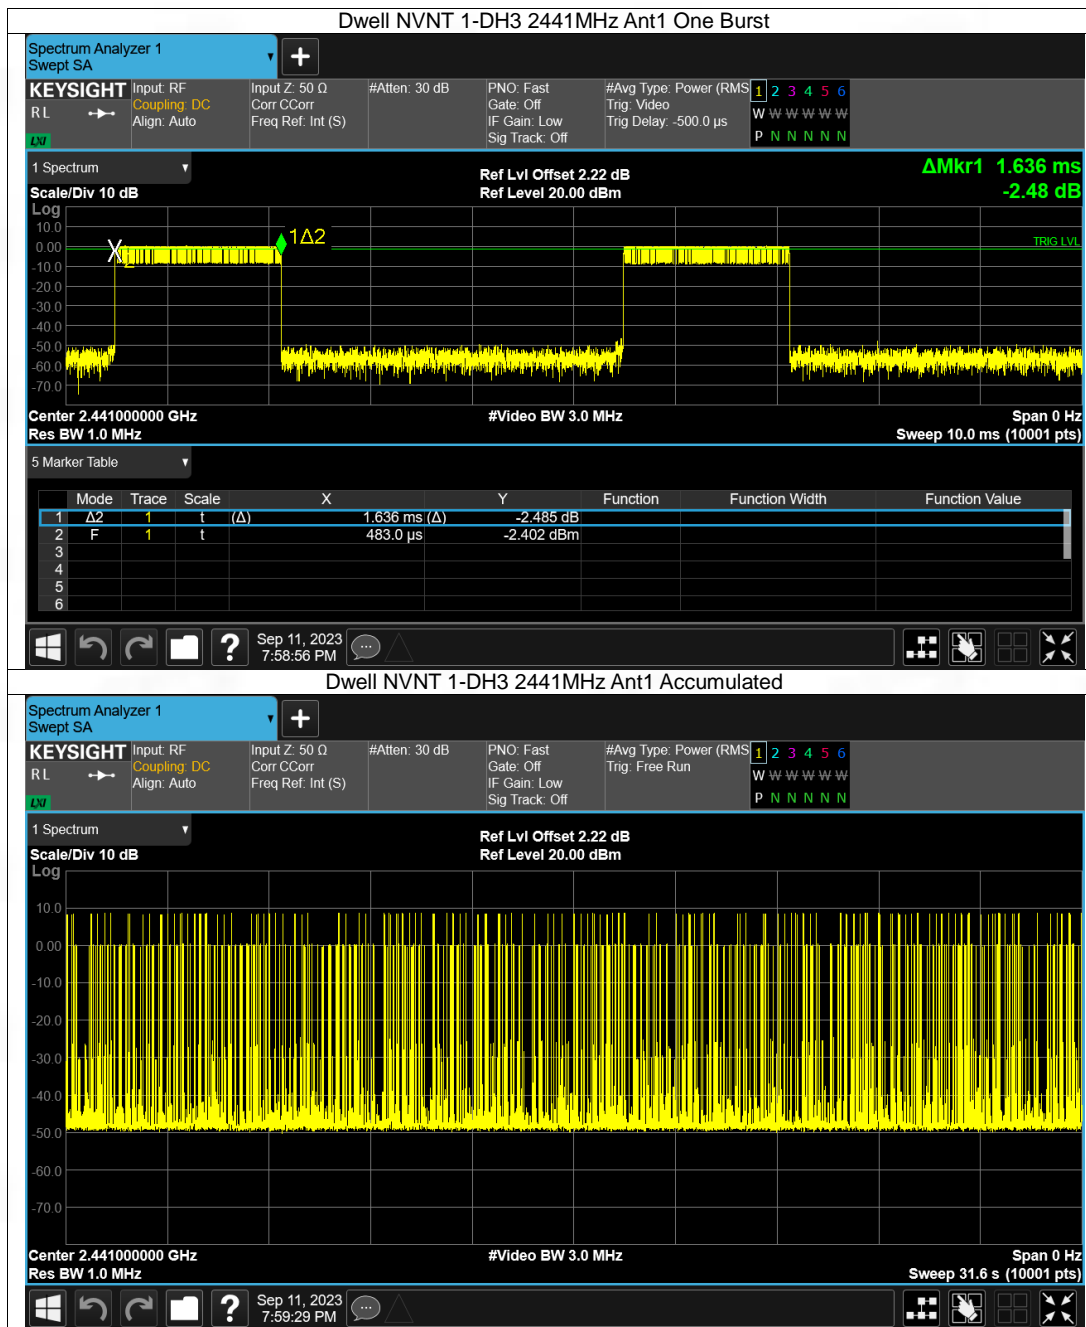 Dwell NVNT 1-DH3 2441MHz Ant1 One Burst
Spectrum Analyzer 1
Swept SA
KEYSIGHT Input: RF Input Z: 50 Ω #Atten: 30 dB PNO: Fast #Avg Type: Power (RMS 1 2 3 4 5 6
RL Coupling: DC Corr CCorr Gate: Off Trig: Video W W W W W W
Align: Auto Freq Ref: Int (S) IF Gain: Low Trig Delay: -500.0 µs
LXI Sig Track: Off P N N N N N
1 Spectrum Ref Lvl Offset 2.22 dB ΔMkr1 1.636 ms
Scale/Div 10 dB Ref Level 20.00 dBm -2.48 dB
Log
10.0
1Δ2
0.00 TRIG LVL
X 2
-10.0
-20.0
-30.0
-40.0
-50.0
-60.0
-70.0
Center 2.441000000 GHz #Video BW 3.0 MHz Span 0 Hz
Res BW 1.0 MHz Sweep 10.0 ms (10001 pts)
5 Marker Table
Mode Trace Scale X Y Function Function Width Function Value
1 Δ2 1 t (Δ) 1.636 ms (Δ) -2.485 dB
2 F 1 t 483.0 µs -2.402 dBm
3
4
5
6
? Sep 11, 2023
7:58:56 PM
Dwell NVNT 1-DH3 2441MHz Ant1 Accumulated
Spectrum Analyzer 1
Swept SA
KEYSIGHT Input: RF Input Z: 50 Ω #Atten: 30 dB PNO: Fast #Avg Type: Power (RMS 1 2 3 4 5 6
RL Coupling: DC Corr CCorr Gate: Off Trig: Free Run W W W W W W
Align: Auto Freq Ref: Int (S) IF Gain: Low
LXI Sig Track: Off P N N N N N
1 Spectrum Ref Lvl Offset 2.22 dB
Scale/Div 10 dB Ref Level 20.00 dBm
Log
10.0
0.00
-10.0
-20.0
-30.0
-40.0
-50.0
-60.0
-70.0
Center 2.441000000 GHz #Video BW 3.0 MHz Span 0 Hz
Res BW 1.0 MHz Sweep 31.6 s (10001 pts)
? Sep 11, 2023
7:59:29 PM